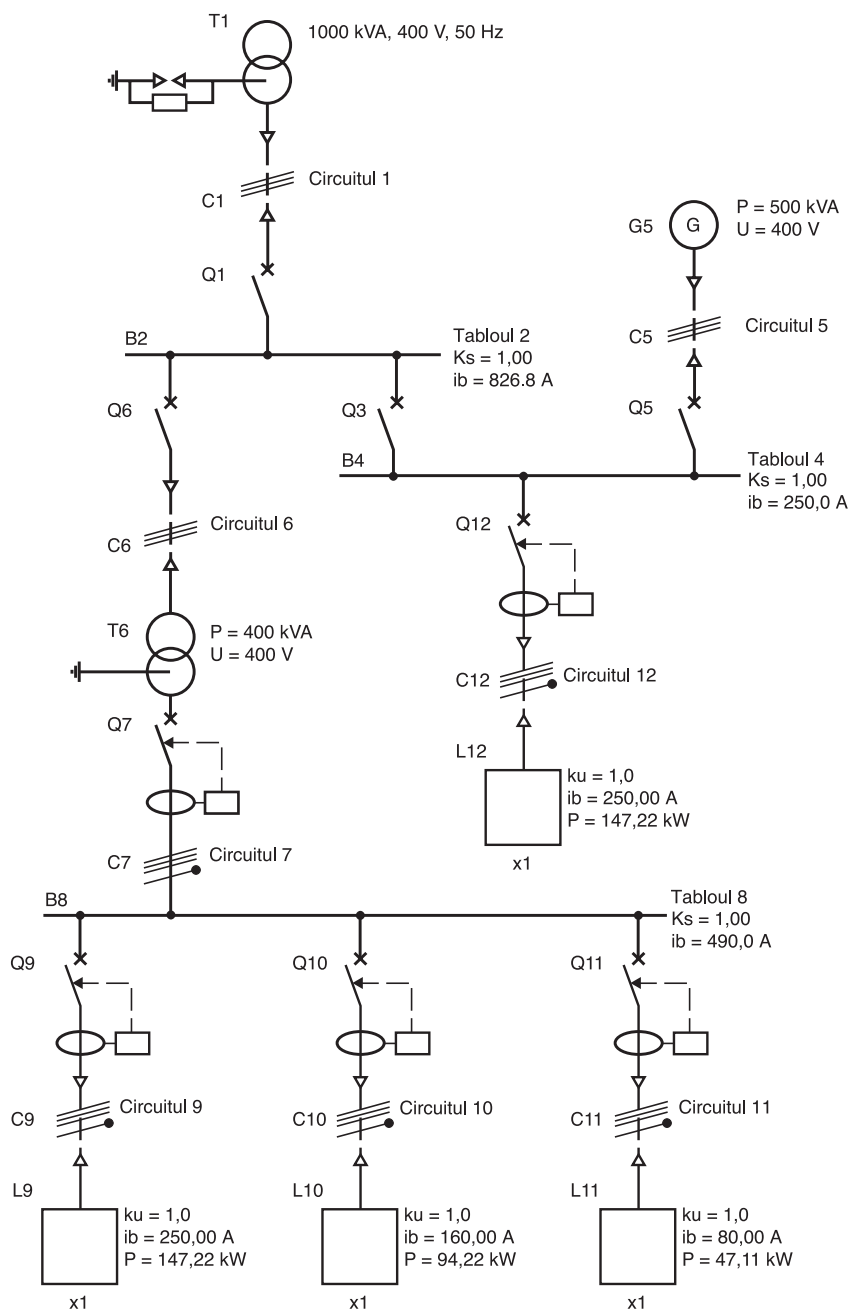 T1
1000 kVA, 400 V, 50 Hz
Circuitul 1
C1
Q1
G5
G
P = 500 kVA
U = 400 V
C5
Circuitul 5
Q5
B2
Tabloul 2
Ks = 1,00
ib = 826.8 A
Q6
Q3
B4
Tabloul 4
Ks = 1,00
ib = 250,0 A
C6
Circuitul 6
Q12
T6
P = 400 kVA
U = 400 V
C12
Circuitul 12
Q7
L12
ku = 1,0
ib = 250,00 A
P = 147,22 kW
x1
C7
Circuitul 7
B8
Tabloul 8
Ks = 1,00
ib = 490,0 A
Q9
Q10
Q11
C9
Circuitul 9
C10
Circuitul 10
C11
Circuitul 11
L9
ku = 1,0
ib = 250,00 A
P = 147,22 kW
x1
L10
ku = 1,0
ib = 160,00 A
P = 94,22 kW
x1
L11
ku = 1,0
ib = 80,00 A
P = 47,11 kW
x1